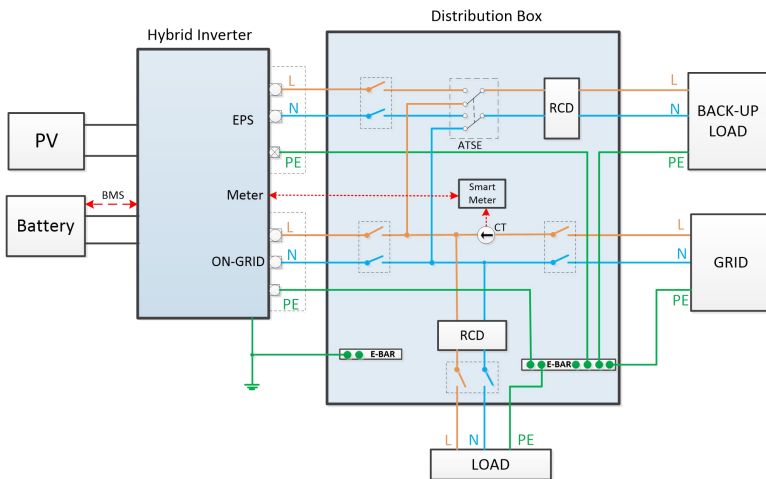 Distribution Box
Hybrid Inverter
L
L
N
EPS
RCD
N
BACK-UP
LOAD
PV
ATSE
PE
PE
BMS
Meter
Smart
Meter
Battery
L
CT
L
ON-GRID
N
N
GRID
PE
PE
RCD
E-BAR
E-BAR
L
N
PE
LOAD